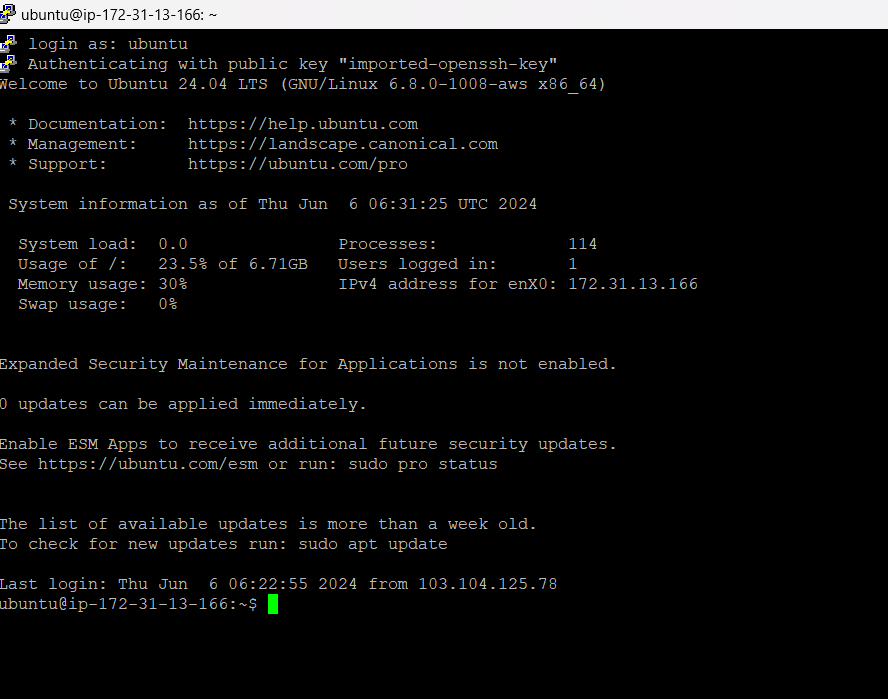 ubuntu@ip-172-31-13-166: ~
login as: ubuntu
Authenticating with public key "imported-openssh-key"
Welcome to Ubuntu 24.04 LTS (GNU/Linux 6.8.0-1008-aws x86_64)
* Documentation:  https://help.ubuntu.com
* Management:     https://landscape.canonical.com
* Support:        https://ubuntu.com/pro
System information as of Thu Jun  6 06:31:25 UTC 2024
System load:  0.0               Processes:             114
Usage of /:   23.5% of 6.71GB   Users logged in:       1
Memory usage: 30%               IPv4 address for enX0: 172.31.13.166
Swap usage:   0%
Expanded Security Maintenance for Applications is not enabled.
0 updates can be applied immediately.
Enable ESM Apps to receive additional future security updates.
See https://ubuntu.com/esm or run: sudo pro status
The list of available updates is more than a week old.
To check for new updates run: sudo apt update
Last login: Thu Jun  6 06:22:55 2024 from 103.104.125.78
ubuntu@ip-172-31-13-166:~$